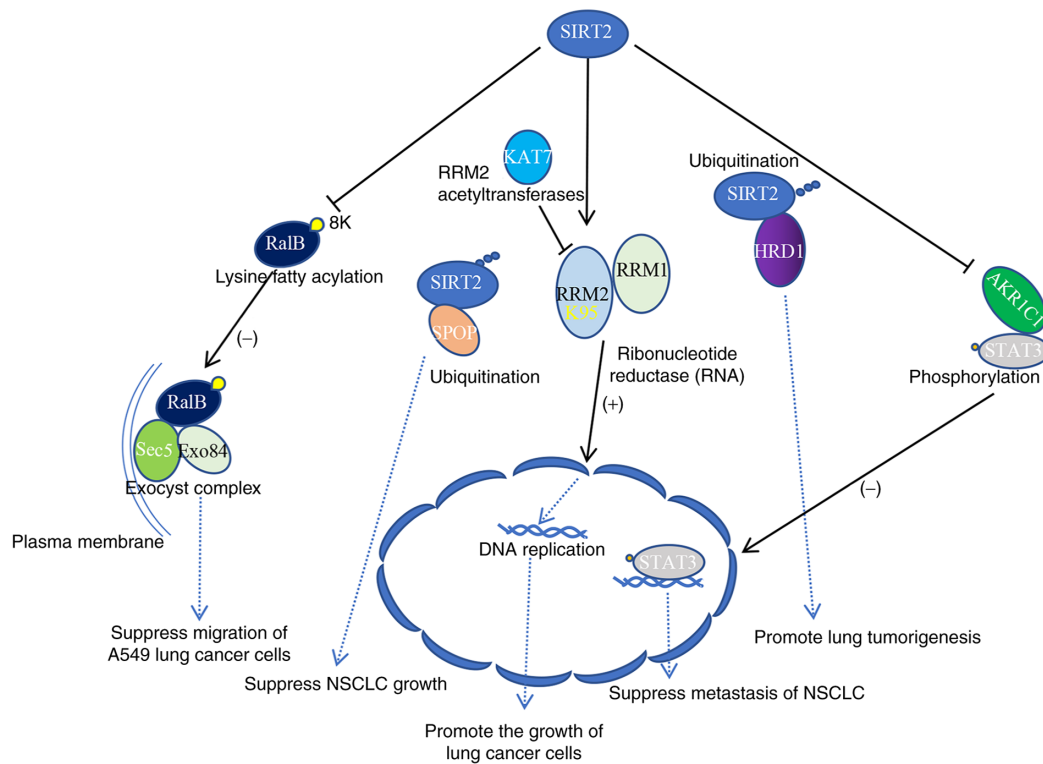 SIRT2
KAT7
RRM2
acetyltransferases
Ubiquitination
SIRT2
HRD1
8K
RalB
Lysine fatty acylation
SIRT2
SPOP
Ubiquitination
RRM1
RRM2
K95
AKR1C1
STAT3
Phosphorylation
(–)
Ribonucleotide
reductase (RNA)
(+)
RalB
Sec5
Exo84
Exocyst complex
Plasma membrane
(–)
DNA replication
STAT3
Suppress migration of
A549 lung cancer cells
Suppress NSCLC growth
Promote the growth of
lung cancer cells
Suppress metastasis of NSCLC
Promote lung tumorigenesis